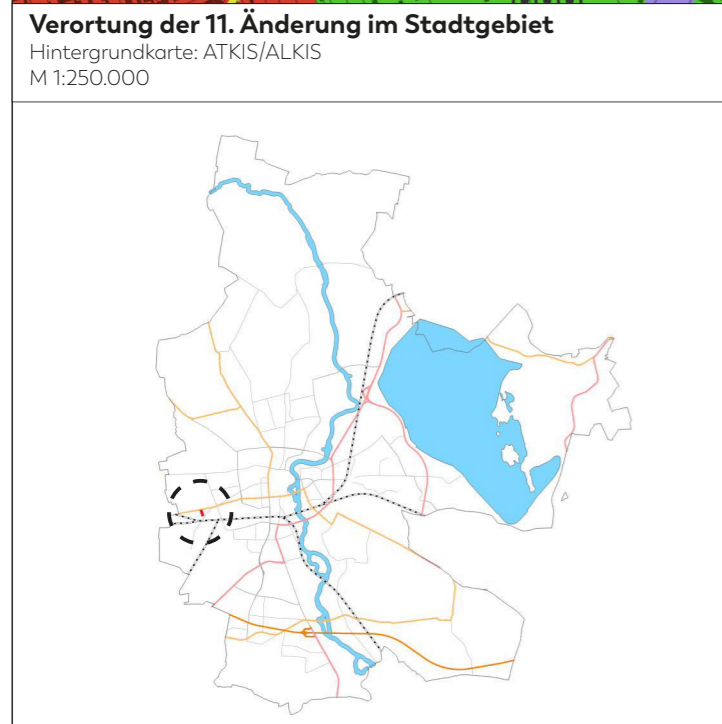 Verortung der 11. Änderung im Stadtgebiet
Hintergrundkarte: ATKIS/ALKIS
M 1:250.000